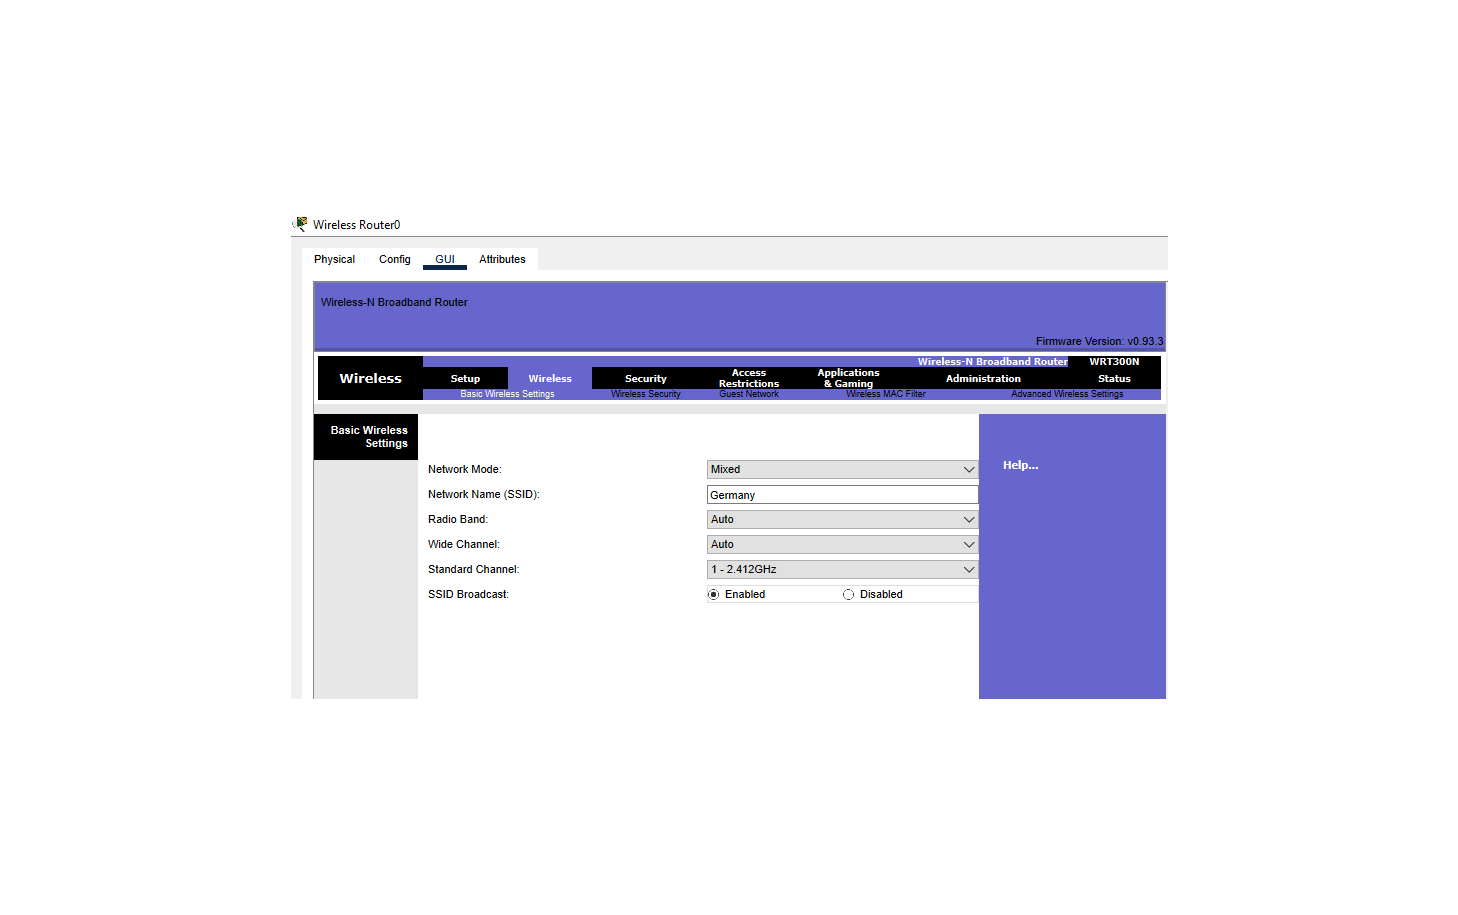 Wireless Router0
Physical Config GUI Attributes
Wireless-N Broadband Router
Firmware Version: v0.93.3
Wireless-N Broadband Router WRT300N
Wireless
Setup Wireless Security Access Restrictions Applications & Gaming Administration Status
Basic Wireless Settings Wireless Security Guest Network Wireless MAC Filter Advanced Wireless Settings
Basic Wireless
Settings
Help...
Network Mode: Mixed
Network Name (SSID): Germany
Radio Band: Auto
Wide Channel: Auto
Standard Channel: 1 - 2.412GHz
SSID Broadcast: Enabled Disabled